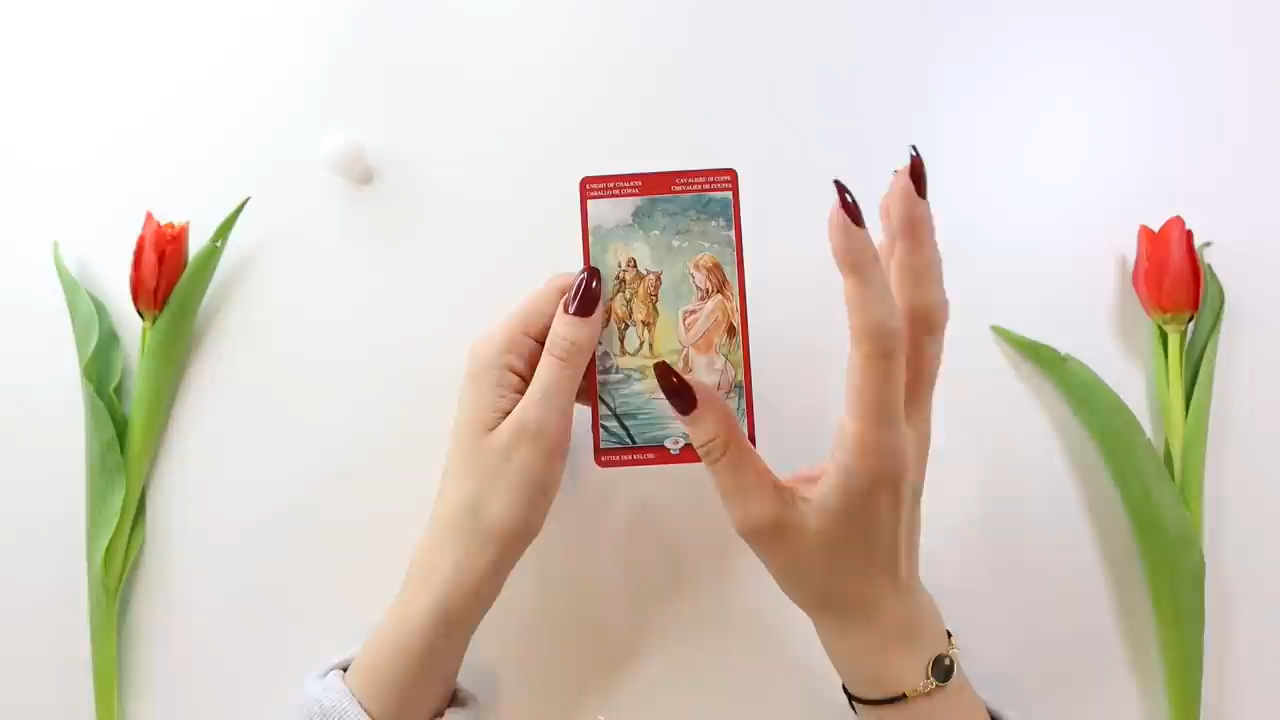 KNIGHT OF CHALICES
CABALLO DE COPAS
CAVALIERE DI COPPE
CHEVALIER DE COUPES
RITTER DER KELCHE